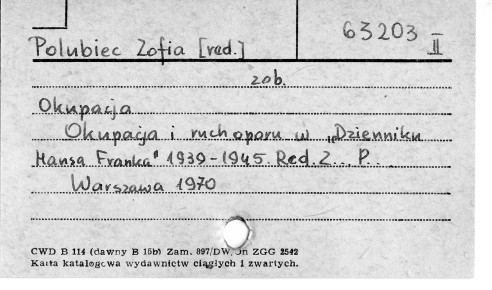 63203 II
Polubiec Zofia [red.]
zob.
Okupacja
Okupacja i ruch oporu w "Dzienniku
Hansa Franka" 1939-1945. Red. Z. P.
Warszawa 1970
CWD B 114 (dawny B 15b) Zam. 897/DW/Jn ZGG 2542
Karta katalogowa wydawnictw ciągłych i zwartych.